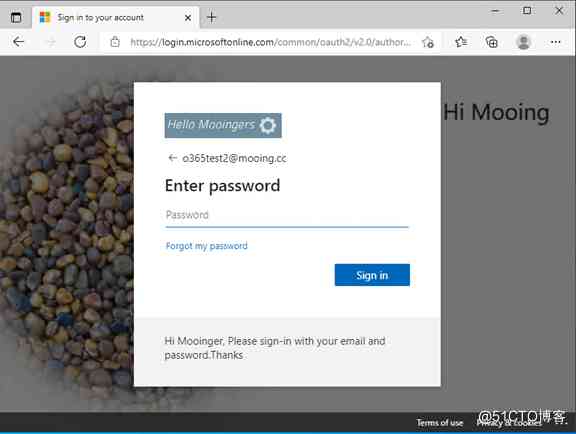 Sign in to your account
https://login.microsoftonline.com/common/oauth2/v2.0/author...
Hi Mooing
Hello Mooingers
o365test2@mooing.cc
Enter password
Password
Forgot my password
Sign in
Hi Mooinger, Please sign-in with your email and
password.Thanks
Terms of use Privacy & cookies ...
@51CTO博客